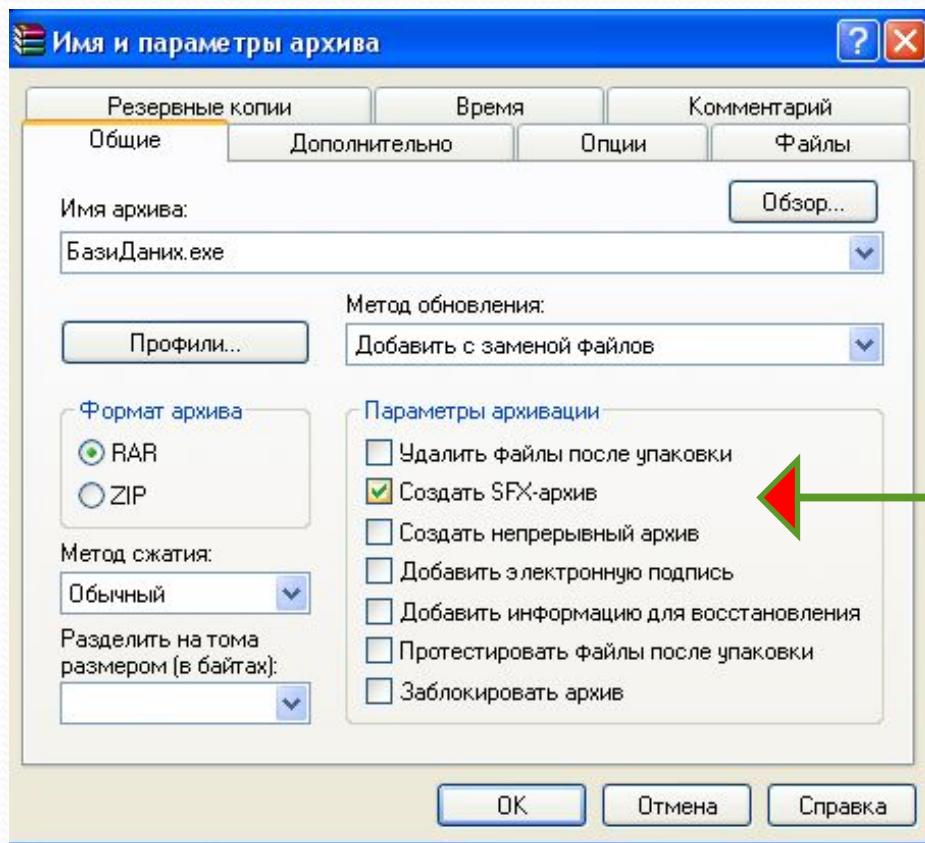 Имя и параметры архива
Резервные копии Время Комментарий
Общие Дополнительно Опции Файлы
Имя архива:
Обзор...
БазиДаних.exe
Метод обновления:
Профили...
Добавить с заменой файлов
Формат архива
RAR
ZIP
Метод сжатия:
Обычный
Разделить на тома
размером (в байтах):
Параметры архивации
Удалить файлы после упаковки
Создать SFX-архив
Создать непрерывный архив
Добавить электронную подпись
Добавить информацию для восстановления
Протестировать файлы после упаковки
Заблокировать архив
OK Отмена Справка